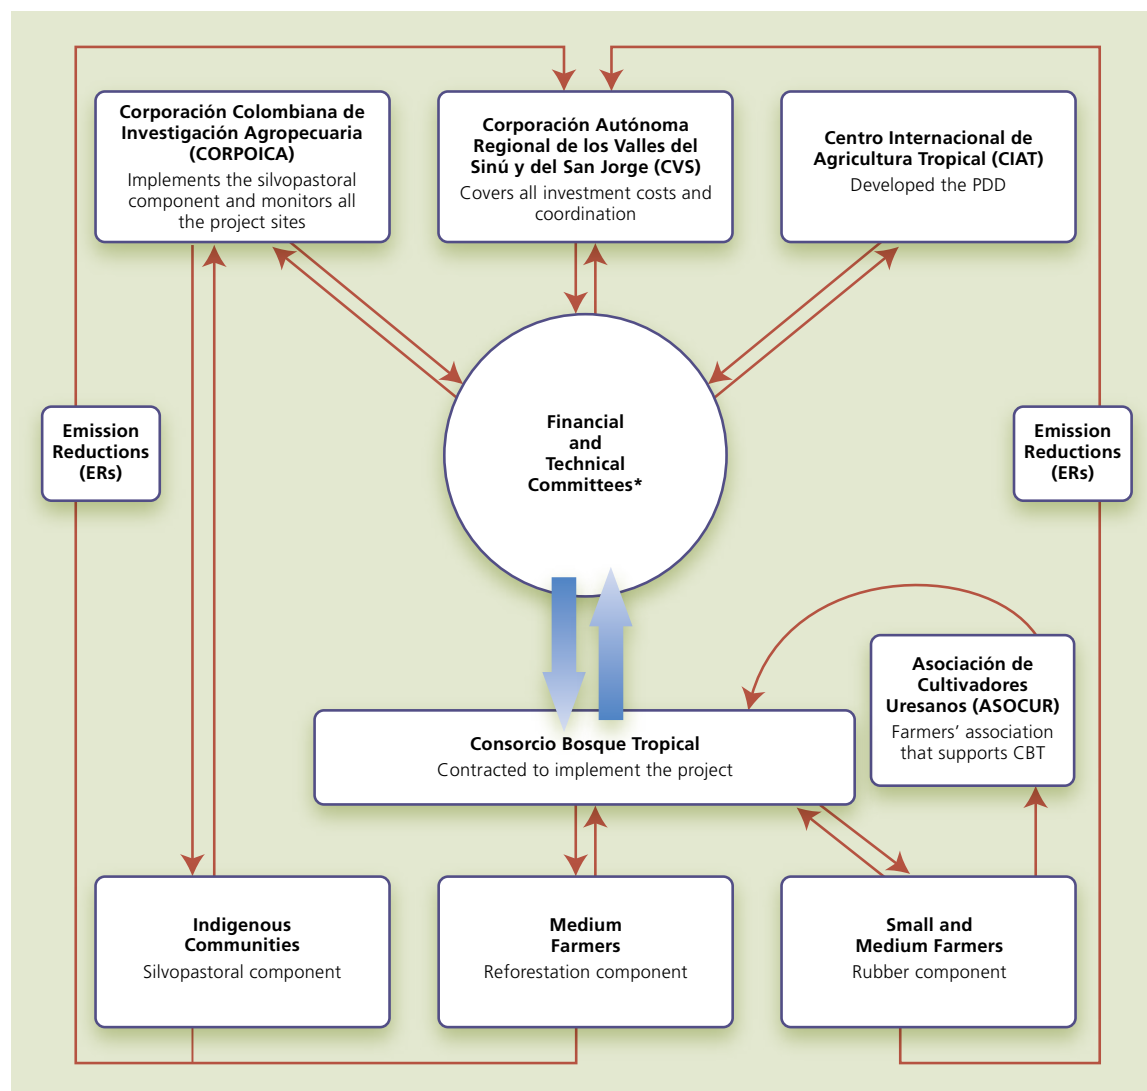 Corporación Colombiana de
Investigación Agropecuaria
(CORPOICA)
Implements the silvopastoral
component and monitors all
the project sites
Corporación Autónoma
Regional de los Valles del
Sinú y del San Jorge (CVS)
Covers all investment costs and
coordination
Centro Internacional de
Agricultura Tropical (CIAT)
Developed the PDD
Emission
Reductions
(ERs)
Financial
and
Technical
Committees*
Emission
Reductions
(ERs)
Asociación de
Cultivadores
Uresanos (ASOCUR)
Farmers’ association
that supports CBT
Consorcio Bosque Tropical
Contracted to implement the project
Indigenous
Communities
Silvopastoral component
Medium
Farmers
Reforestation component
Small and
Medium Farmers
Rubber component